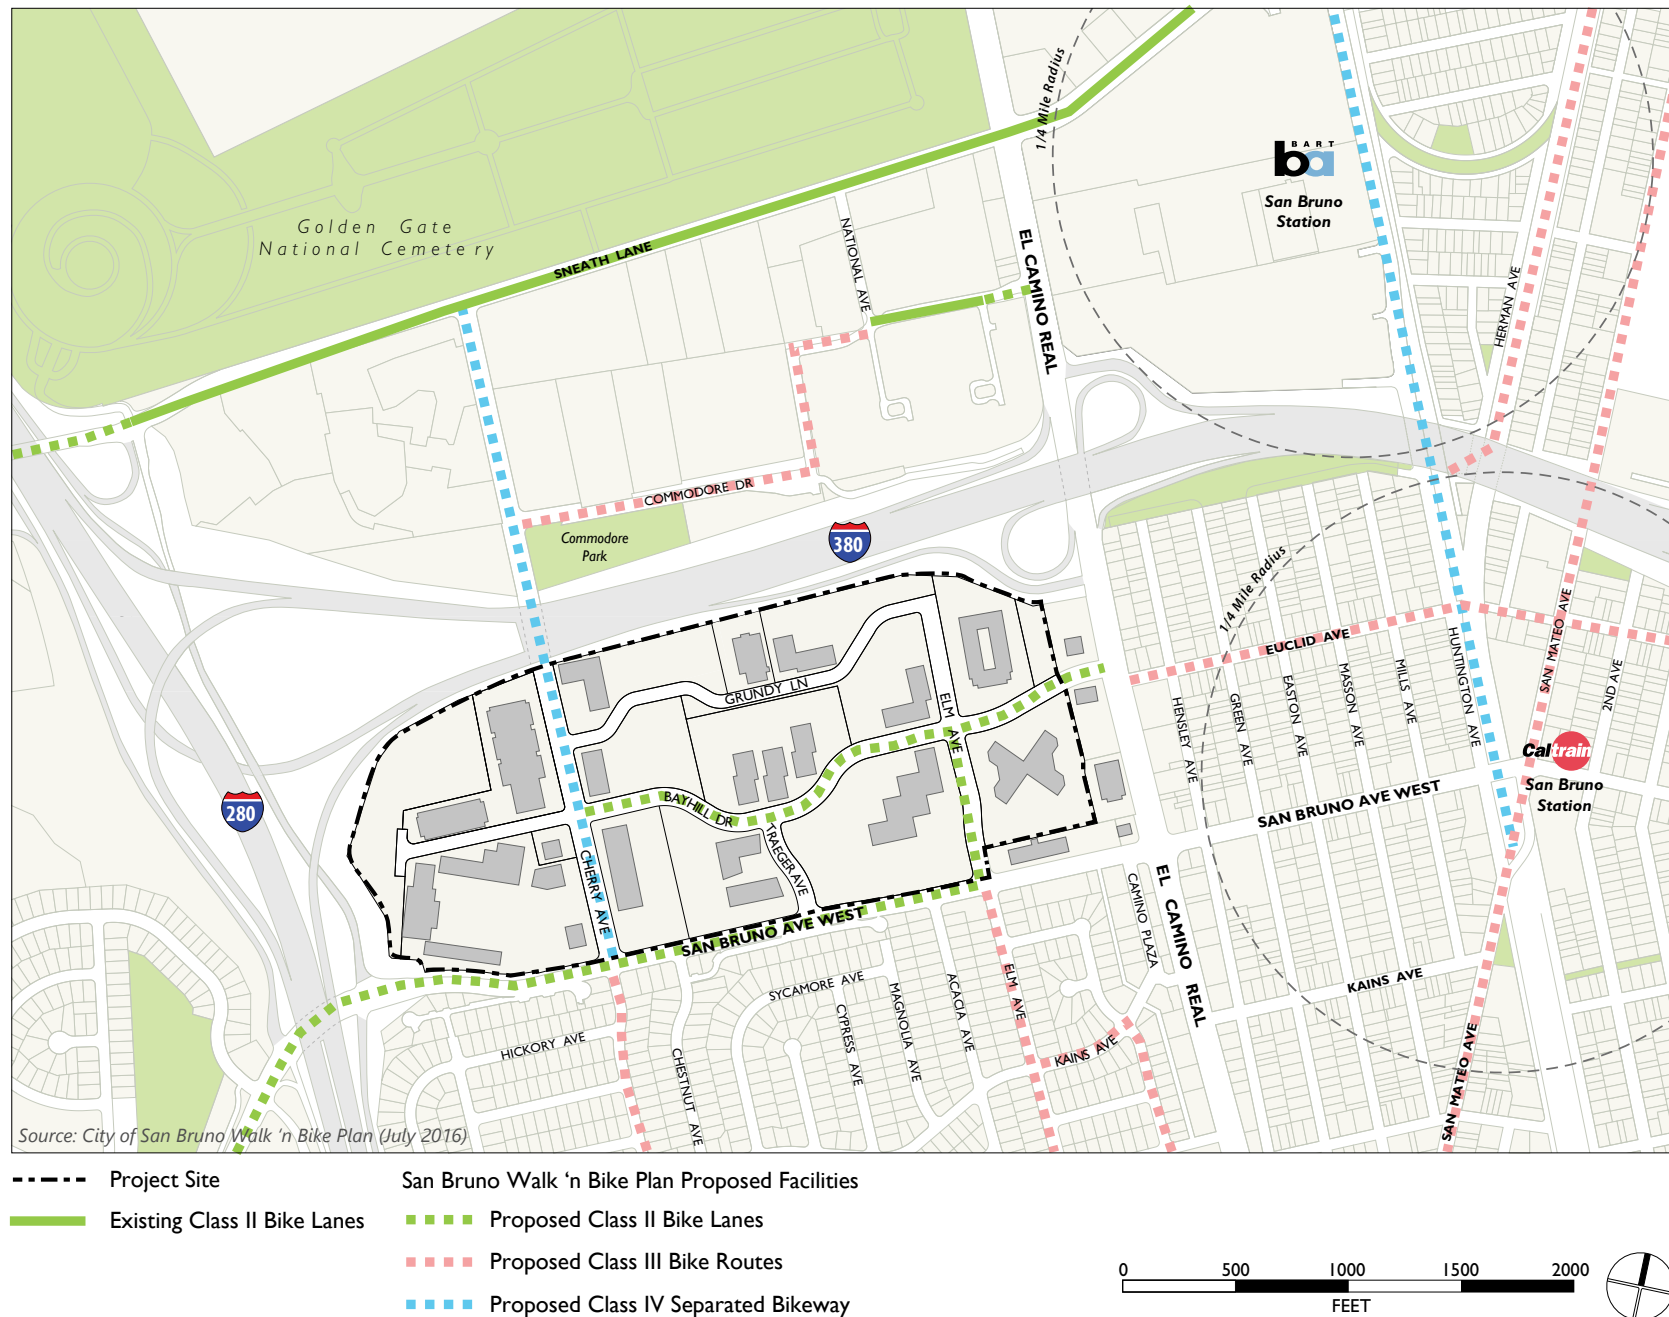 1/4 Mile Radius
BART
ba
San Bruno
Station
Golden Gate
National Cemetery
SNEATH LANE
NATIONAL AVE
EL CAMINO REAL
HERMAN AVE
COMMODORE DR
Commodore
Park
380
1/4 Mile Radius
EUCLID AVE
SAN MATEO AVE
HUNTINGTON AVE
2ND AVE
GRUNDY LN
ELM AVE
HENSLEY AVE
GREEN AVE
EASTON AVE
MASSON AVE
MILLS AVE
Caltrain
San Bruno
Station
280
BAYHILL DR
TRAEGER AVE
CHERRY AVE
SAN BRUNO AVE WEST
SAN BRUNO AVE WEST
EL CAMINO REAL
CAMINO PLAZA
SYCAMORE AVE
CYPRESS AVE
MAGNOLIA AVE
ACACIA AVE
ELM AVE
KAINS AVE
KAINS AVE
HICKORY AVE
CHESTNUT AVE
SAN MATEO AVE
Source: City of San Bruno Walk ‘n Bike Plan (July 2016)
Project Site
Existing Class II Bike Lanes
San Bruno Walk ‘n Bike Plan Proposed Facilities
Proposed Class II Bike Lanes
Proposed Class III Bike Routes
Proposed Class IV Separated Bikeway
0 500 1000 1500 2000
FEET